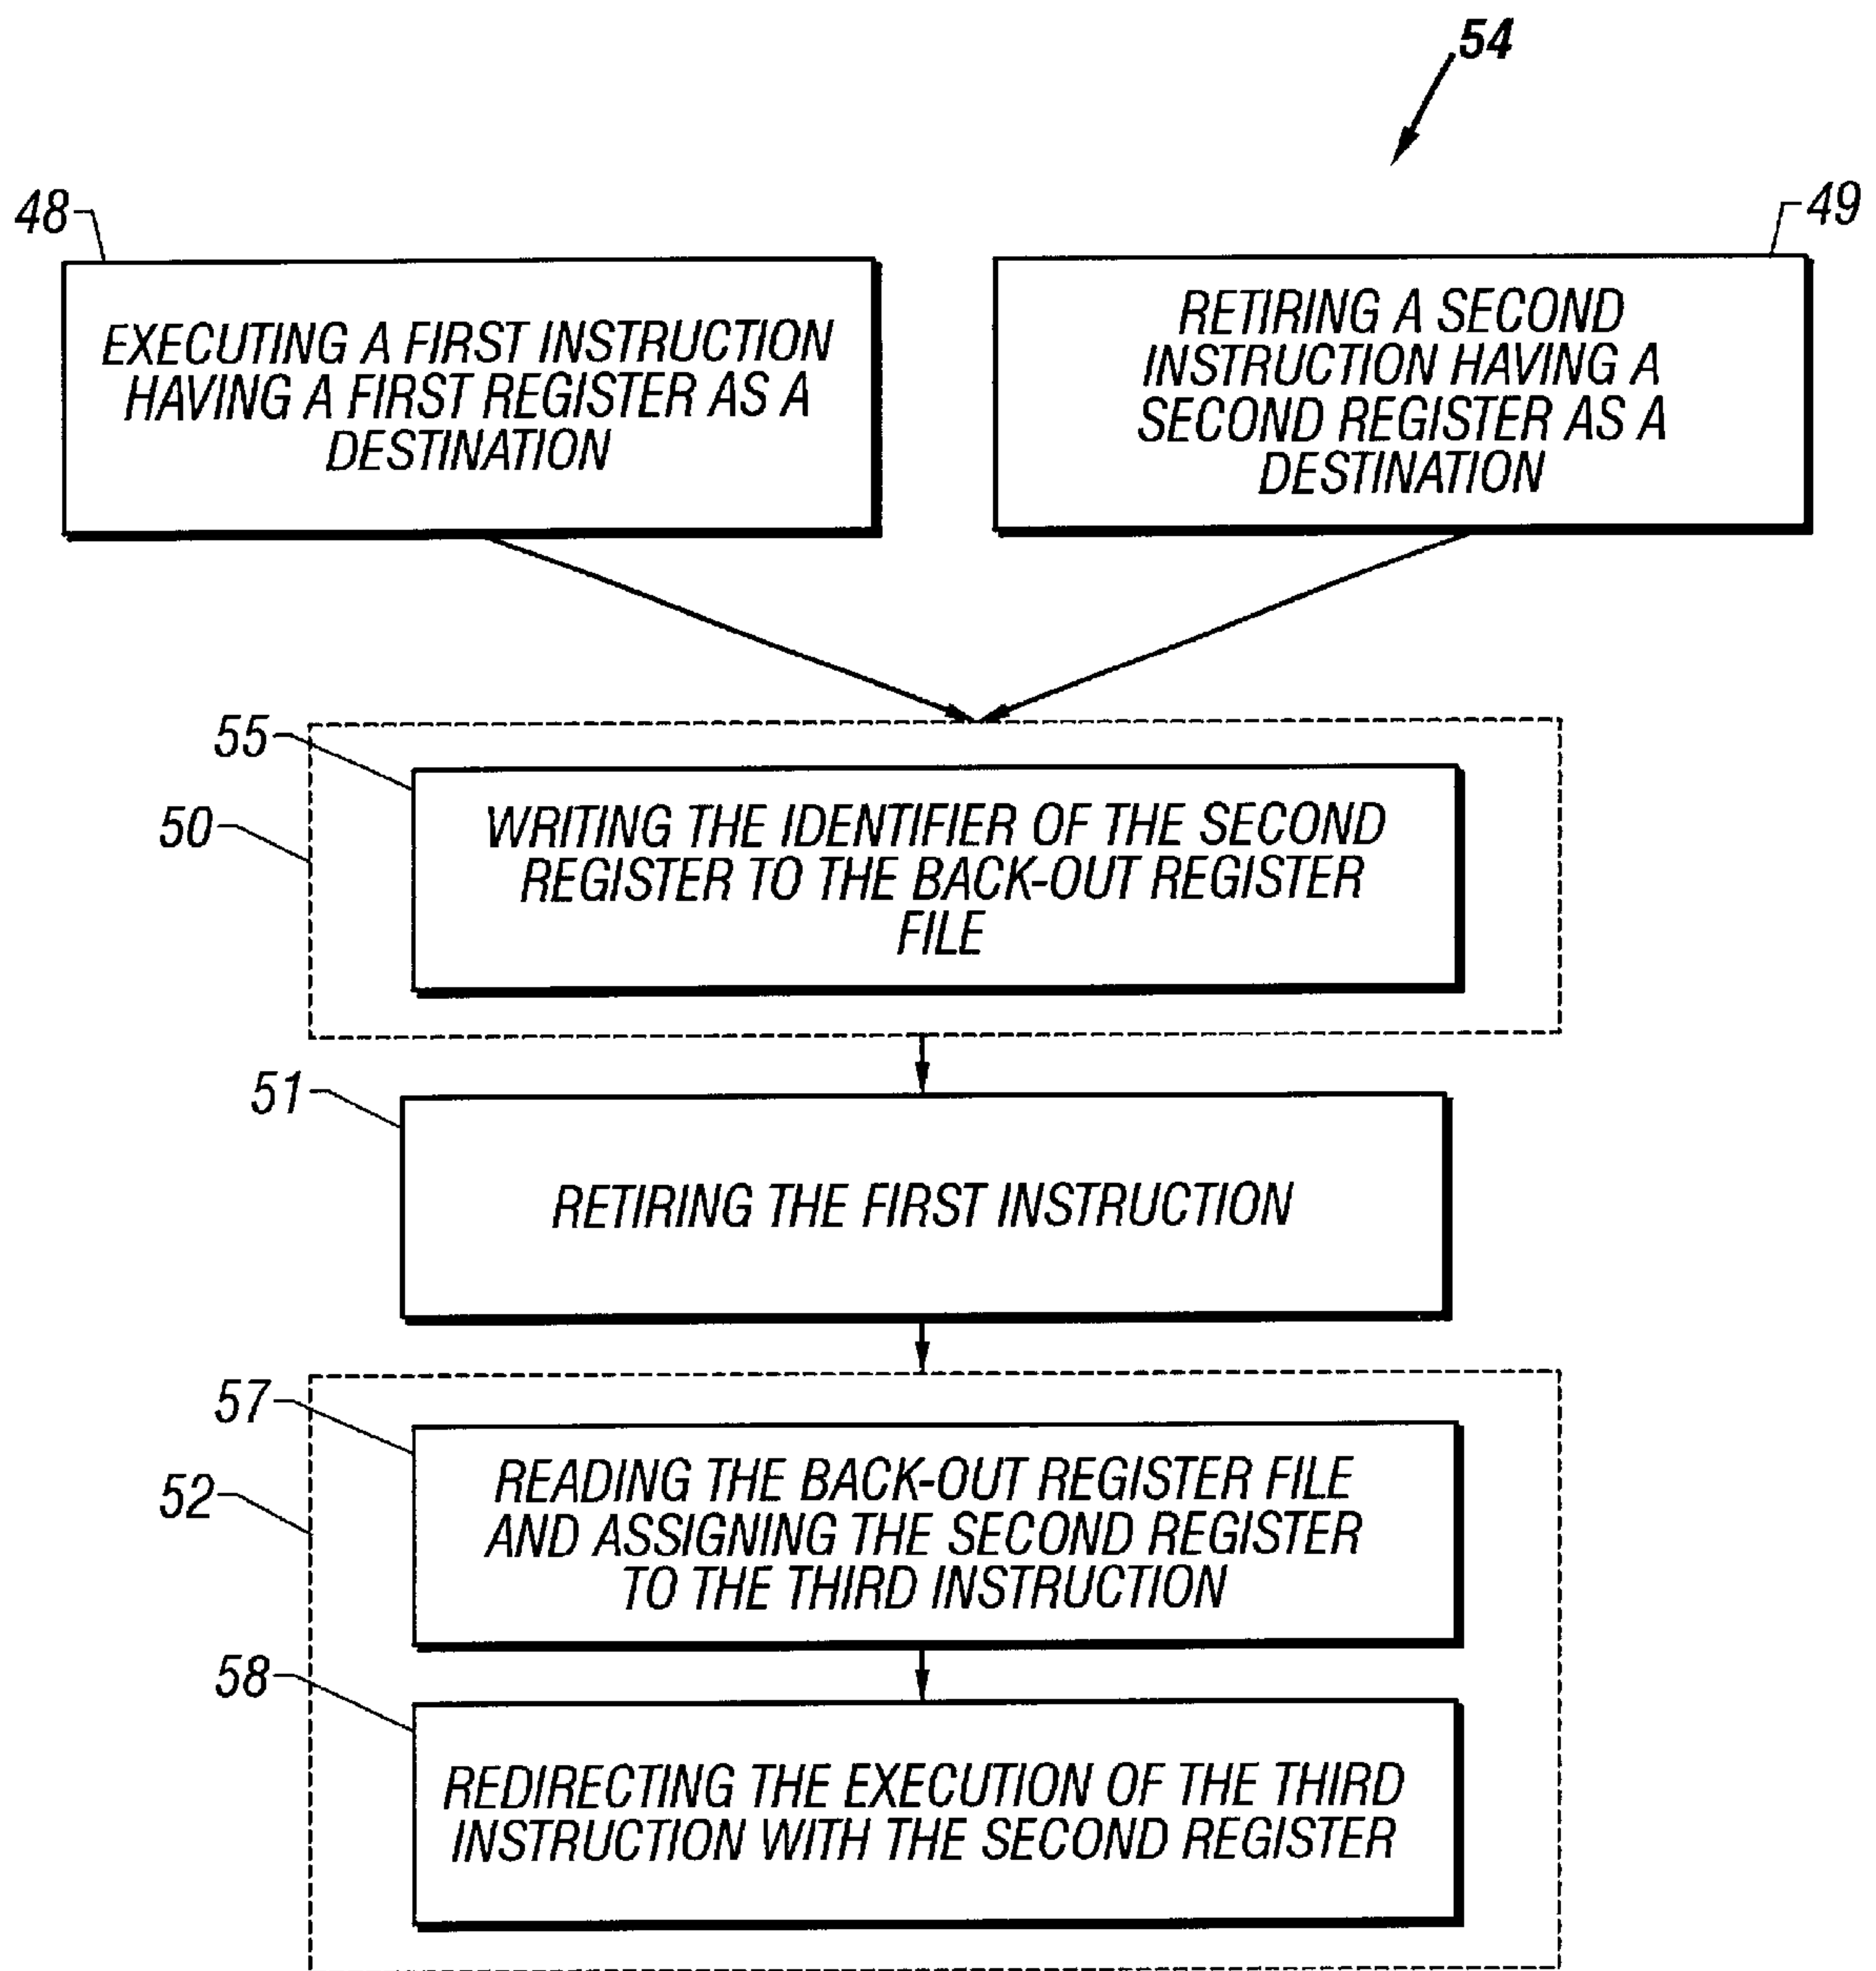 54
48
49
EXECUTING A FIRST INSTRUCTION
HAVING A FIRST REGISTER AS A
DESTINATION
RETIRING A SECOND
INSTRUCTION HAVING A
SECOND REGISTER AS A
DESTINATION
55
50
WRITING THE IDENTIFIER OF THE SECOND
REGISTER TO THE BACK-OUT REGISTER
FILE
51
RETIRING THE FIRST INSTRUCTION
57
52
READING THE BACK-OUT REGISTER FILE
AND ASSIGNING THE SECOND REGISTER
TO THE THIRD INSTRUCTION
58
REDIRECTING THE EXECUTION OF THE THIRD
INSTRUCTION WITH THE SECOND REGISTER